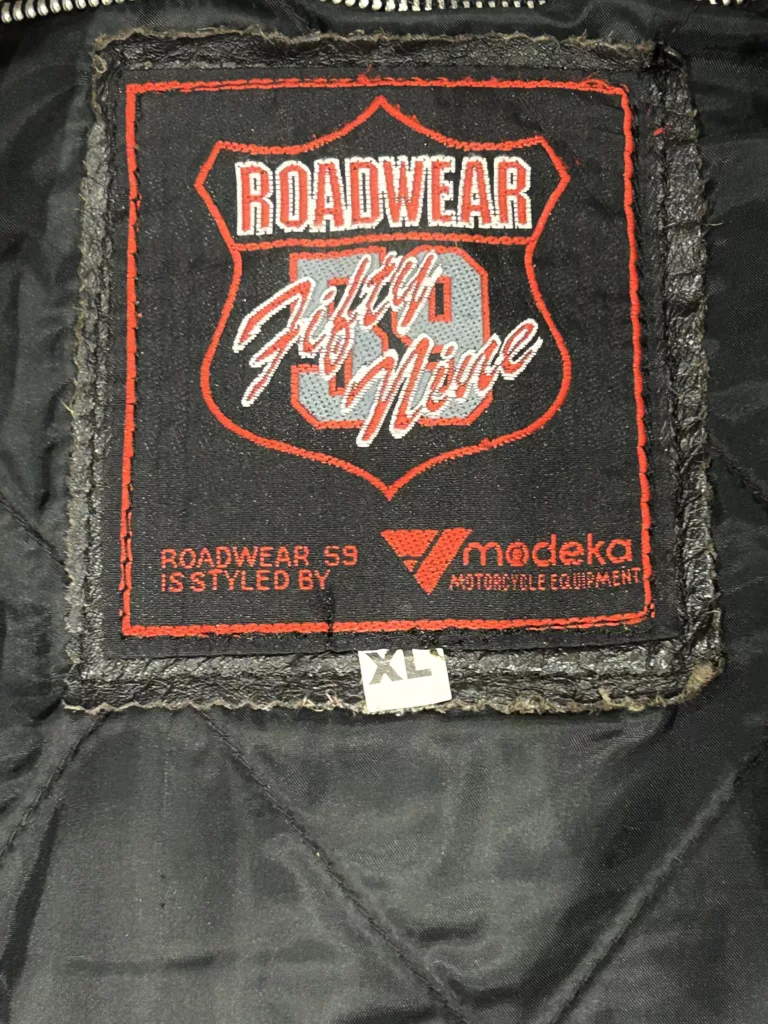 ROADWEAR
59
Fifty
Nine
ROADWEAR 59
IS STYLED BY
modeka
MOTORCYCLE EQUIPMENT
XL